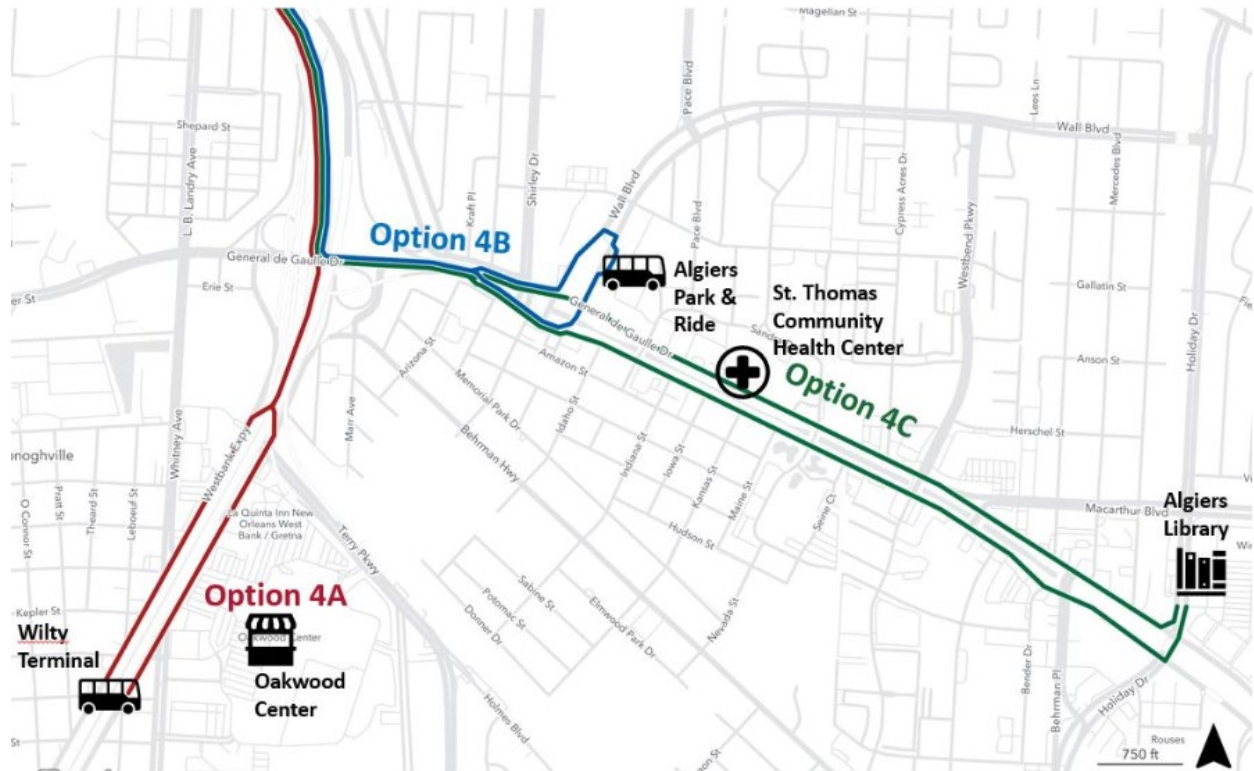 Magellan St
Pace Blvd
Lees Ln
Wall Blvd
Shepard St
L.B. Landry Ave
Kraft Pl
Shirley Dr
Wall Blvd
Pace Blvd
Cypress Acres Dr
Westbend Pkwy
Mercedes Blvd
Holiday Dr
Option 4B
General de Gaulle Dr
Erie St
Algiers
Park &
Ride
St. Thomas
Community
Health Center
Gallatin St
General de Gaulle Dr
Anson St
Option 4C
Arizona St
Amazon St
Memorial Park Dr
Idaho St
Behrman Hwy
Marr Ave
Indiana St
Iowa St
Kansas St
Maine St
Seine Ct
Hudson St
Herschel St
Macarthur Blvd
Algiers
Library
Whitney Ave
Westbank Expy
onoghville
O Connor St
Pratt St
Theard St
Leboeuf St
La Quinta Inn New
Orleans West
Bank / Gretna
Terry Pkwy
Option 4A
Kepler St
Wilty
Terminal
Oakwood Center
Oakwood
Center
Sabine St
Potomac St
Donner Dr
Elmwood Park Dr
Nevada St
Holmes Blvd
Bender Dr
Behrman Pl
Holiday Dr
Rouses
750 ft